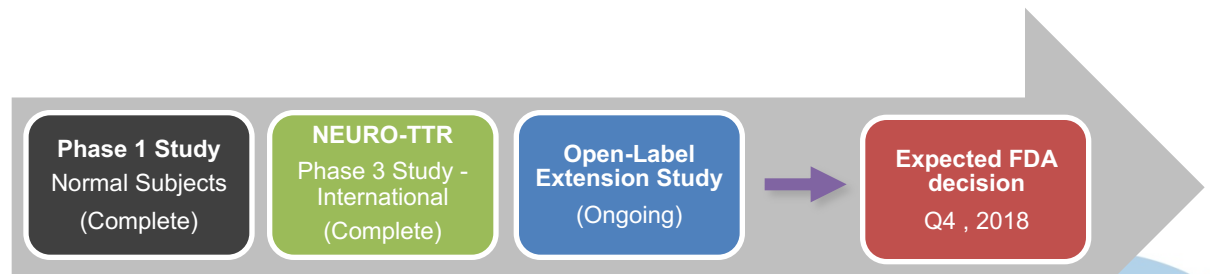 Phase 1 Study
Normal Subjects
(Complete)
NEURO-TTR
Phase 3 Study -
International
(Complete)
Open-Label
Extension Study
(Ongoing)
Expected FDA
decision
Q4 , 2018